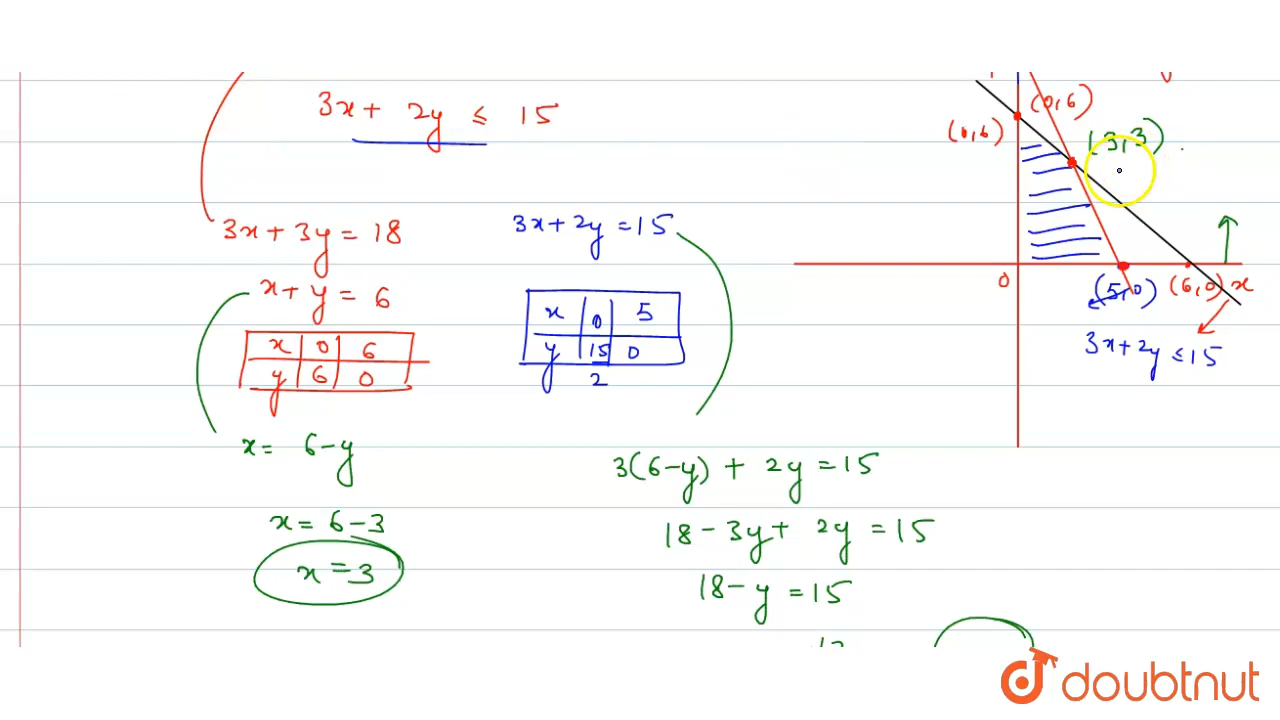 3x + 2y ≤ 15
3x + 3y = 18
x + y = 6
x 0 6
y 6 0
x = 6 - y
x = 6 - 3
x = 3
3x + 2y = 15
x 0 5
y 15 0
2
3(6-y) + 2y = 15
18 - 3y + 2y = 15
18 - y = 15
(0,6)
(0,6)
(3,3)
0
(5,0)
(6,0)
x
3x + 2y ≤ 15
doubtnut